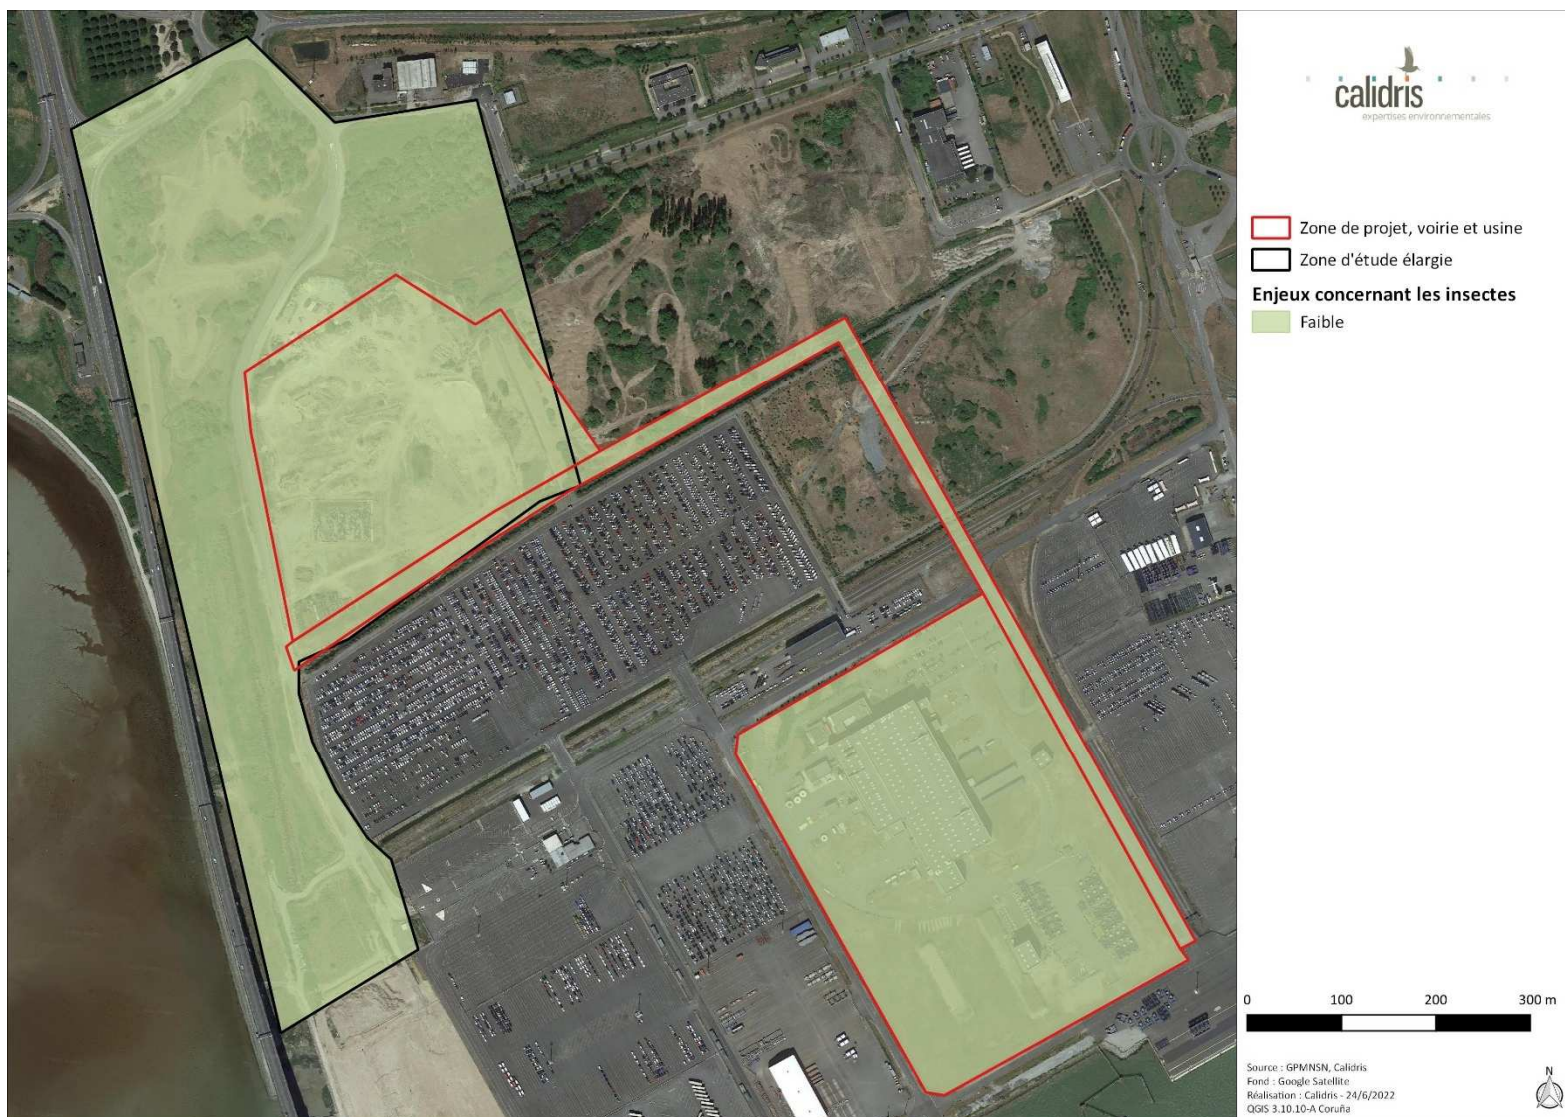 calidris
expertises environnementales
Zone de projet, voirie et usine
Zone d'étude élargie
Enjeux concernant les insectes
Faible
0 100 200 300 m
Source : GPMNSN, Calidris
Fond : Google Satellite
Réalisation : Calidris - 24/6/2022
QGIS 3.10.10-A Coruña
N